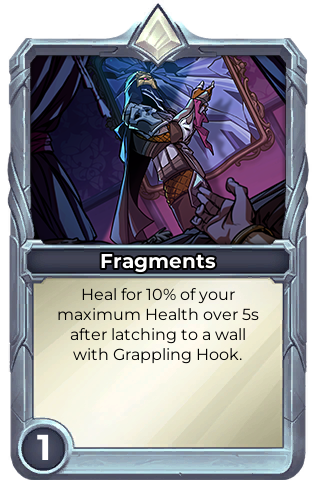 Fragments
Heal for 10% of your
maximum Health over 5s
after latching to a wall
with Grappling Hook.
1